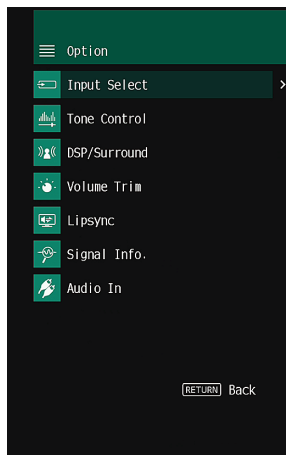 Option
Input Select
Tone Control
DSP/Surround
Volume Trim
Lipsync
Signal Info.
Audio In
RETURN Back